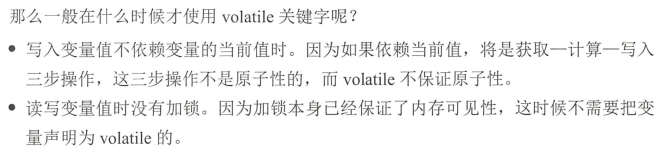 那么一般在什么时候才使用 volatile 关键字呢？
● 写入变量值不依赖变量的当前值时。因为如果依赖当前值，将是获取—计算—写入
三步操作，这三步操作不是原子性的，而 volatile 不保证原子性。
● 读写变量值时没有加锁。因为加锁本身已经保证了内存可见性，这时候不需要把变
量声明为 volatile 的。